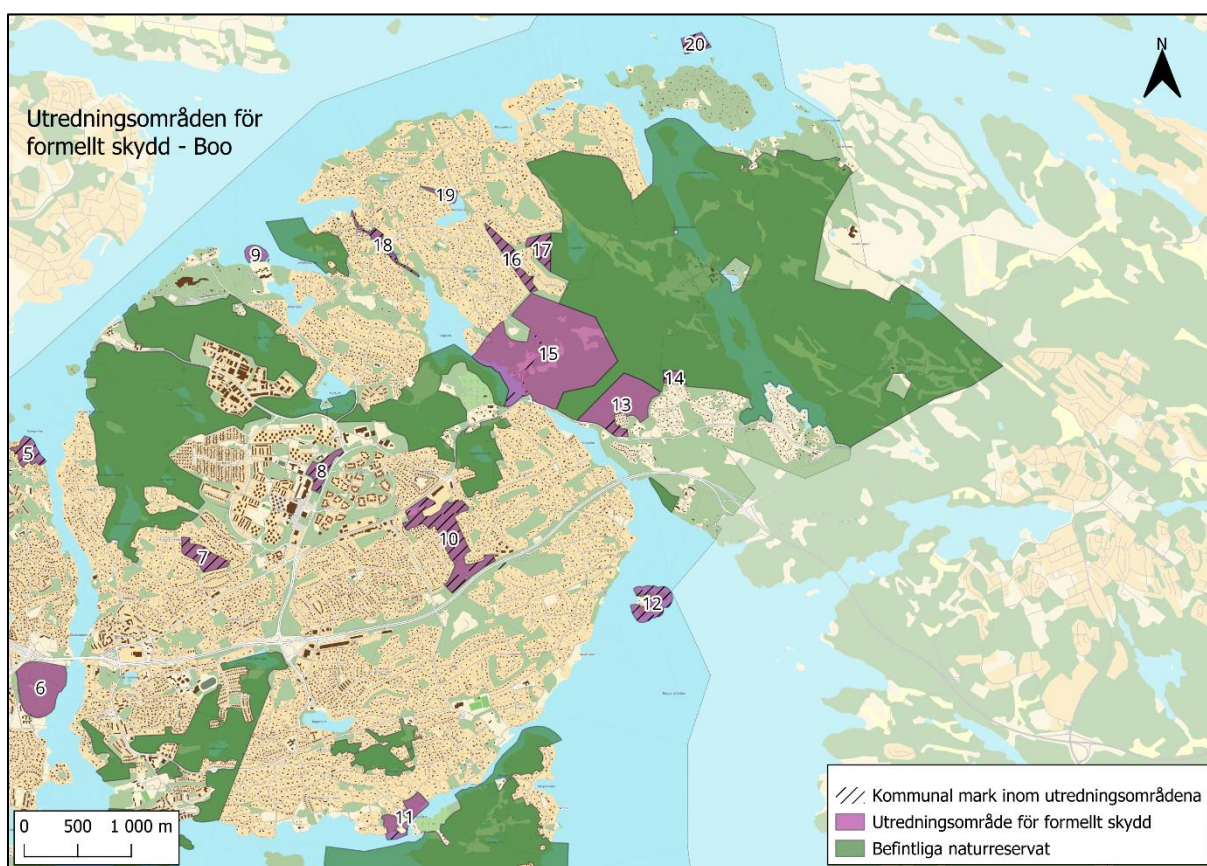 20
N
Utredningsområden för
formellt skydd - Boo
19
18
16
17
9
15
14
13
5
8
10
7
12
6
11
0 500 1 000 m
Kommunal mark inom utredningsområdena
Utredningsområde för formellt skydd
Befintliga naturreservat